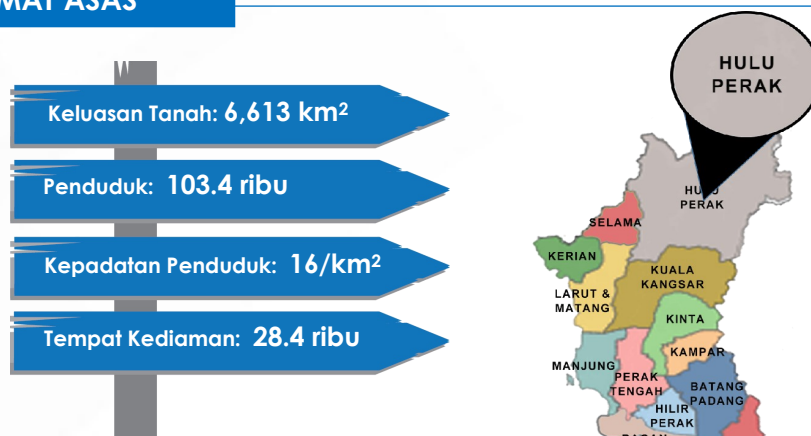 ASAS
Keluasan Tanah: 6,613 km²
Penduduk: 103.4 ribu
Kepadatan Penduduk: 16/km²
Tempat Kediaman: 28.4 ribu
HULU
PERAK
PERAK
SELAMA
KERIAN
KUALA
KANGSAR
LARUT &
MATANG
KINTA
KAMPAR
MANJUNG
PERAK
TENGAH
BATANG
PADANG
HILIR
PERAK